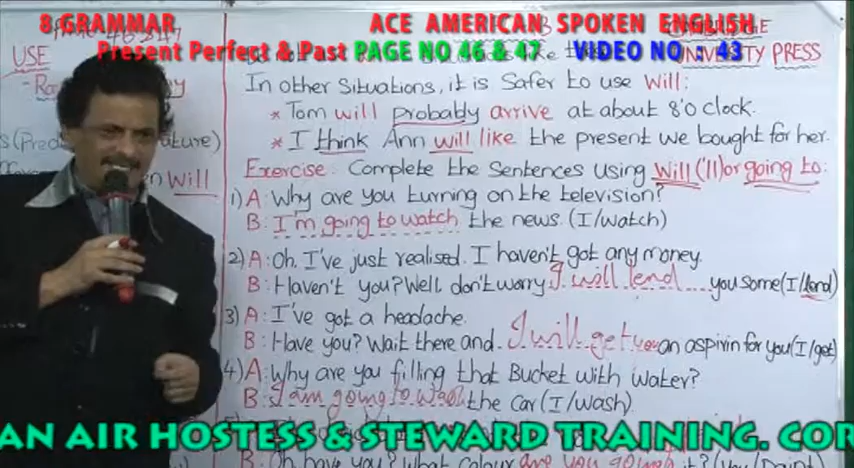 8 GRAMMAR
ACE AMERICAN SPOKEN ENGLISH
Present Perfect & Past PAGE NO 46 & 47 VIDEO NO : 43
UNIVERSITY PRESS
USE
In other situations, it is safer to use will:
* Tom will probably arrive at about 8'o clock.
* I think Ann will like the present we bought for her.
will
Exercise: Complete the sentences using Will ('ll) or going to:
1) A: Why are you turning on the television?
B: I'm going to watch the news. (I/watch)
2) A: Oh, I've just realised. I haven't got any money.
B: Haven't you? Well, don't worry I will lend you some (I/lend)
3) A: I've got a headache.
B: Have you? Wait there and I will get you an aspirin for you (I/get)
4) A: Why are you filling that Bucket with water?
B: I am going to wash the car (I/wash)
AN AIR HOSTESS & STEWARD TRAINING. COR
B: Oh have you? What colour are you going it? (you/paint)